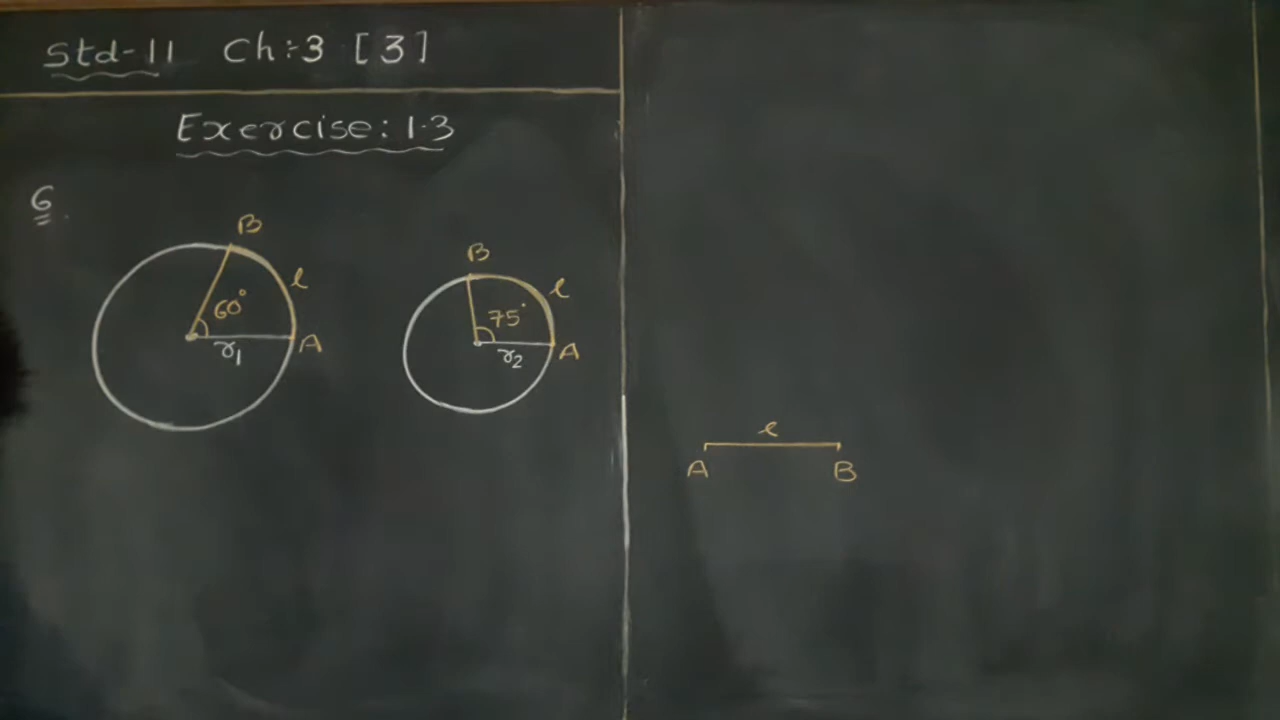 Std-11 Ch:3 [3]
Exercise: 1.3
6.
B
l
60°
r₁
A
B
l
75°
r₂
A
l
A B